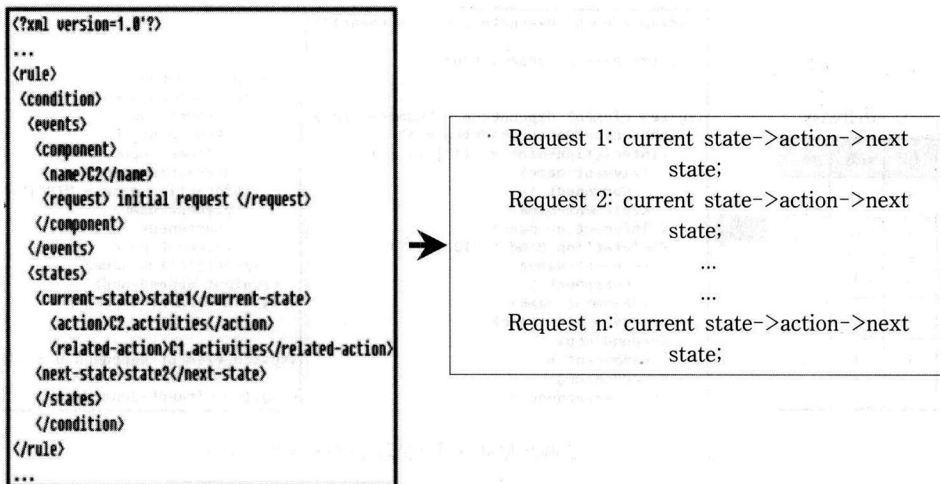 <?xml version=1.0'?>
...
<rule>
<condition>
<events>
<component>
<name>C2</name>
<request> initial request </request>
</component>
</events>
<states>
<current-state>state1</current-state>
<action>C2.activities</action>
<related-action>C1.activities</related-action>
<next-state>state2</next-state>
</states>
</condition>
</rule>
...
Request 1: current state->action->next
state;
Request 2: current state->action->next
state;
...
...
Request n: current state->action->next
state;